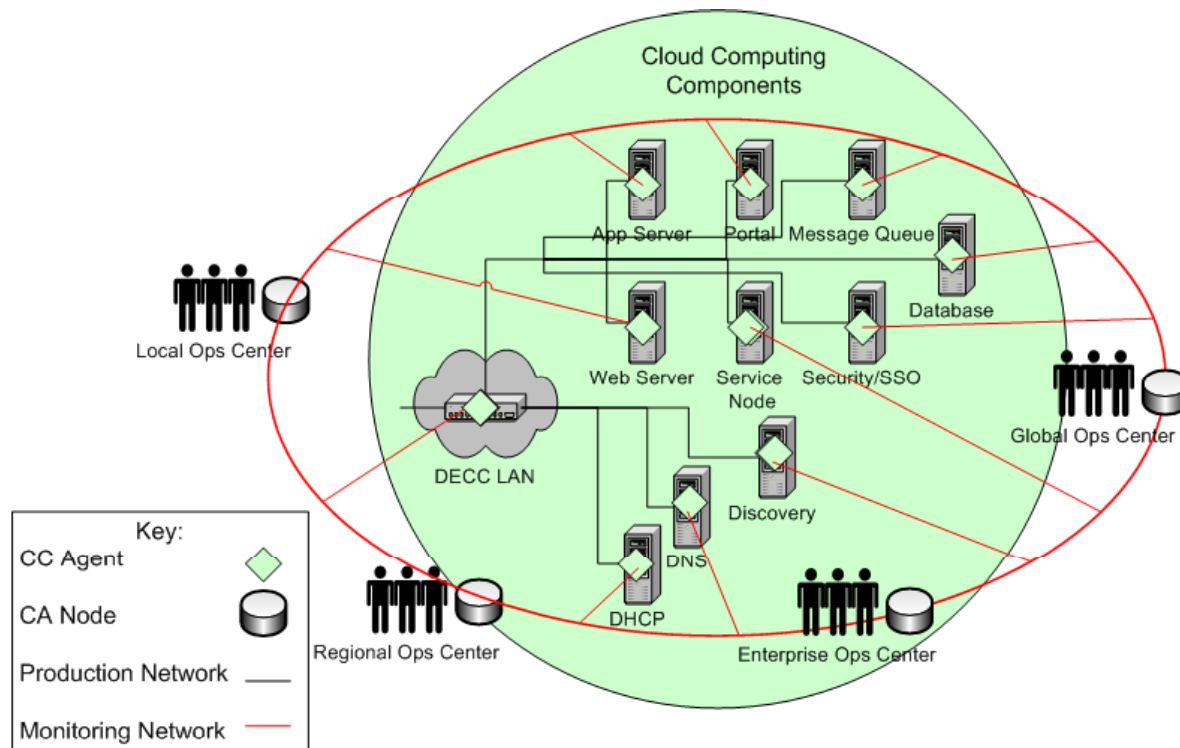 Cloud Computing
Components
App Server
Portal
Message Queue
Database
Local Ops Center
Web Server
Service
Node
Security/SSO
Global Ops Center
DECC LAN
Discovery
DNS
DHCP
Regional Ops Center
Enterprise Ops Center
Key:
CC Agent
CA Node
Production Network
Monitoring Network